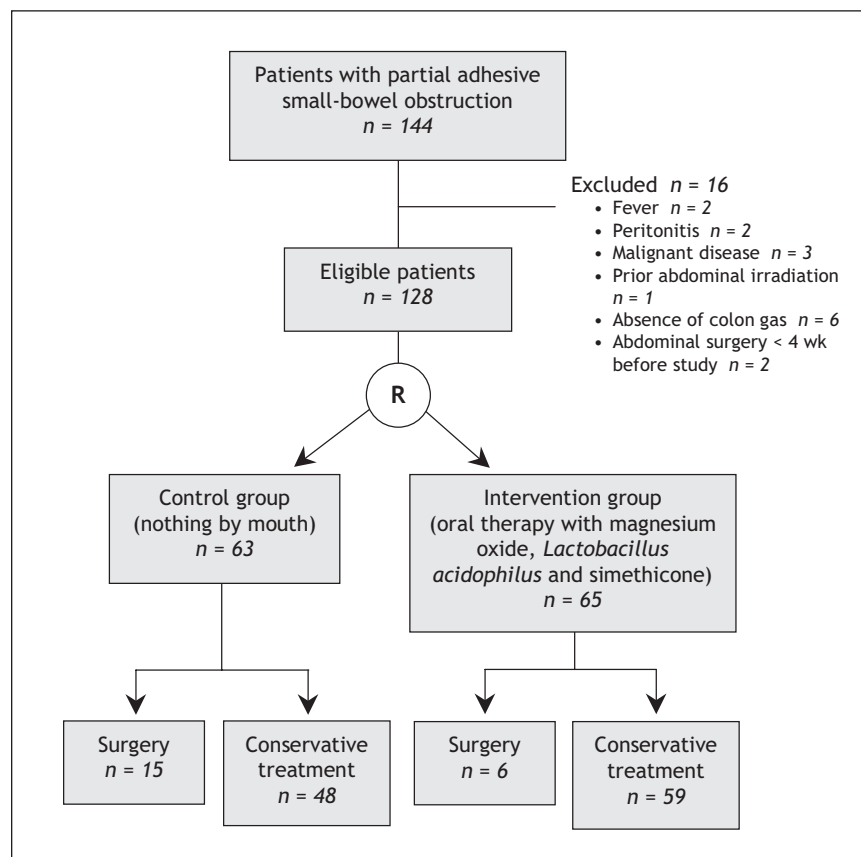 Patients with partial adhesive
small-bowel obstruction
n = 144
Excluded n = 16
• Fever n = 2
• Peritonitis n = 2
• Malignant disease n = 3
• Prior abdominal irradiation
n = 1
• Absence of colon gas n = 6
• Abdominal surgery < 4 wk
before study n = 2
Eligible patients
n = 128
R
Control group
(nothing by mouth)
n = 63
Intervention group
(oral therapy with magnesium
oxide, Lactobacillus
acidophilus and simethicone)
n = 65
Surgery
n = 15
Conservative
treatment
n = 48
Surgery
n = 6
Conservative
treatment
n = 59